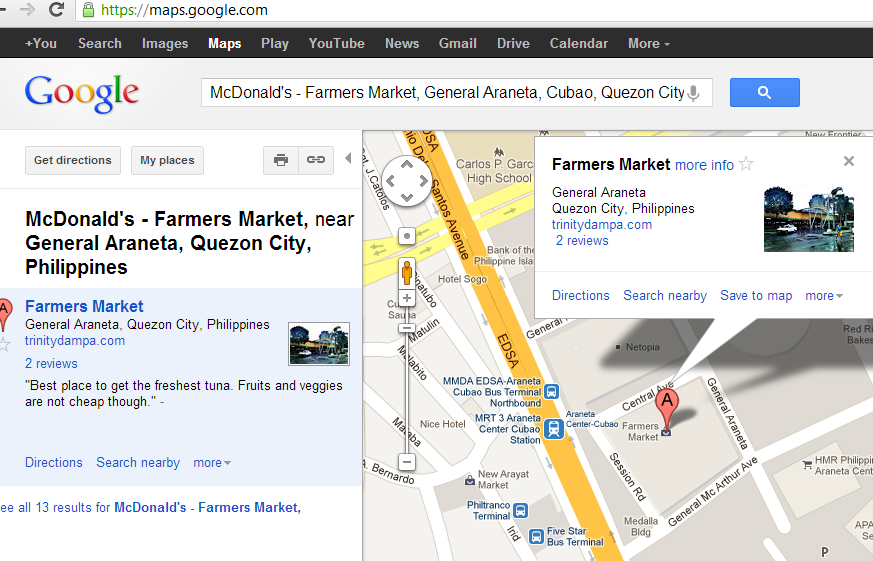 https://maps.google.com
+You Search Images Maps Play YouTube News Gmail Drive Calendar More
Google
McDonald's - Farmers Market, General Araneta, Cubao, Quezon City
Get directions
My places
McDonald's - Farmers Market, near
General Araneta, Quezon City,
Philippines
A
Farmers Market
General Araneta, Quezon City, Philippines
trinitydampa.com
2 reviews
"Best place to get the freshest tuna. Fruits and veggies
are not cheap though." -
Directions Search nearby more
ee all 13 results for McDonald's - Farmers Market,
Farmers Market more info
General Araneta
Quezon City, Philippines
trinitydampa.com
2 reviews
Directions Search nearby Save to map more
New Frontier
EDSA
Santos Avenue
J.Catolos
Carlos P. Garc
High School
Bank of the
Philippine Islan
Hotel Sogo
Cub
Sauna
Matulin
Malabito
Maraba
A. Bernardo
General
Netopia
Red Ri
Bakes
EDSA
MMDA EDSA-Araneta
Cubao Bus Terminal
Northbound
MRT 3 Araneta
Center Cubao
Station
Araneta
Center-Cubao
Nice Hotel
Central Ave
A
Farmers
Market
General Araneta
Session Rd
General Mc Arthur Ave
HMR Philippi
Araneta Cente
New Arayat
Market
Philtranco
Terminal
Five Star
Bus Terminal
Ind
Medalla
Bldg
APA
Sec
P